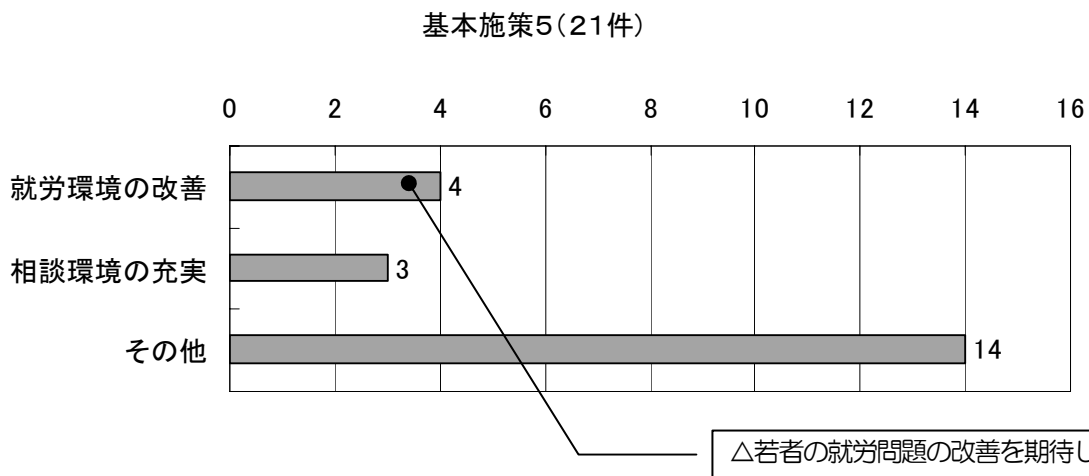 基本施策5(21件)
0 2 4 6 8 10 12 14 16
就労環境の改善 4
相談環境の充実 3
その他 14
△若者の就労問題の改善を期待し